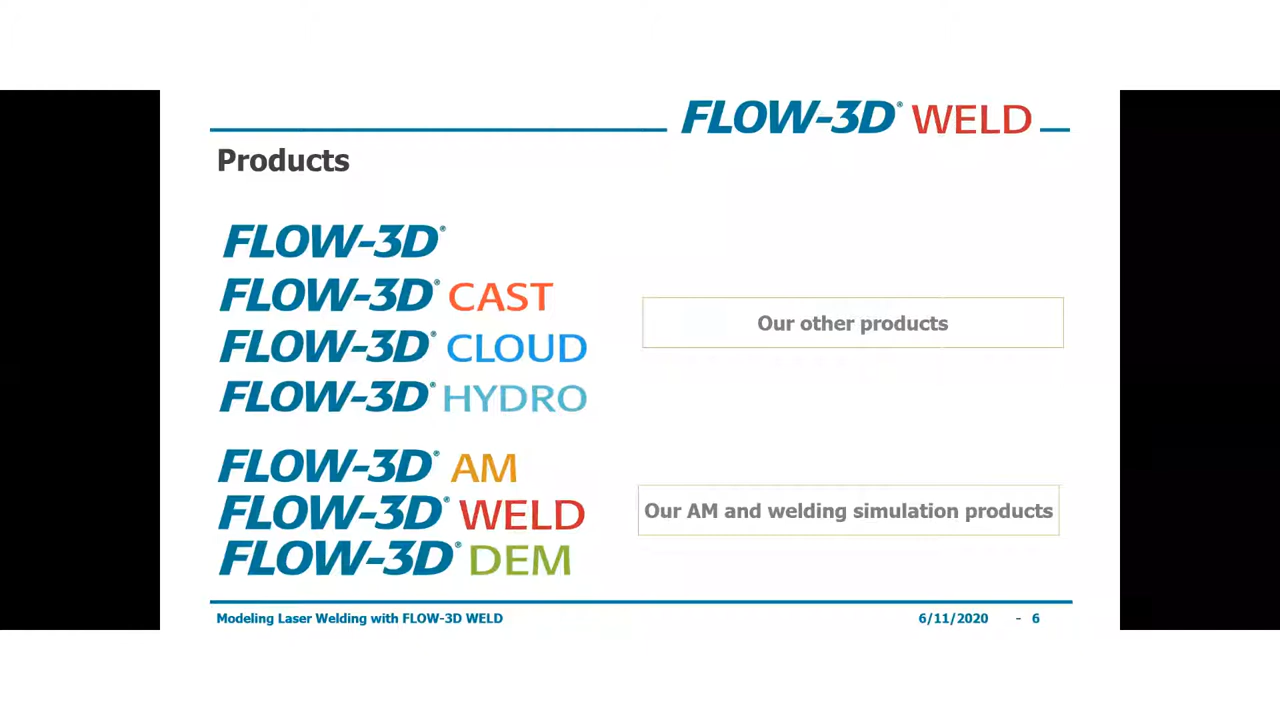 FLOW-3D® WELD
Products
FLOW-3D®
FLOW-3D® CAST
Our other products
FLOW-3D® CLOUD
FLOW-3D® HYDRO
FLOW-3D® AM
FLOW-3D® WELD
Our AM and welding simulation products
FLOW-3D® DEM
Modeling Laser Welding with FLOW-3D WELD
6/11/2020 - 6